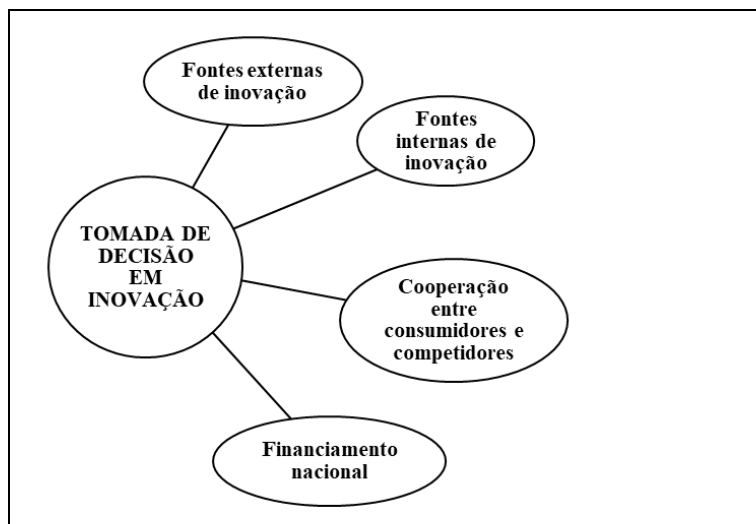 Fontes externas
de inovação
Fontes
internas de
inovação
TOMADA DE
DECISÃO
EM
INOVAÇÃO
Cooperação
entre
consumidores e
competidores
Financiamento
nacional